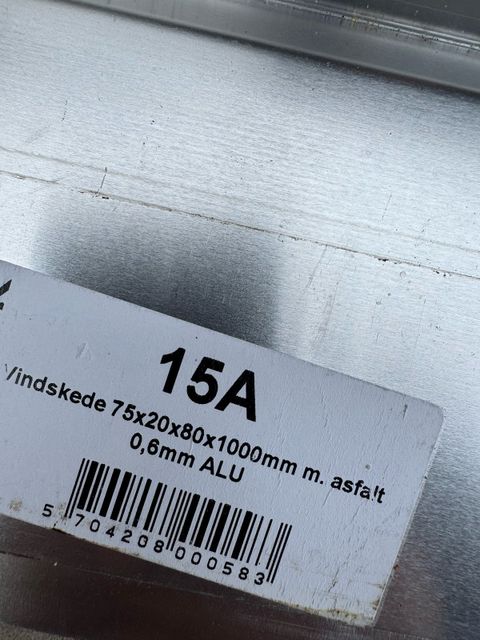 15A
Vindskede 75x20x80x1000mm m. asfalt
0,6mm ALU
5 704208 000583